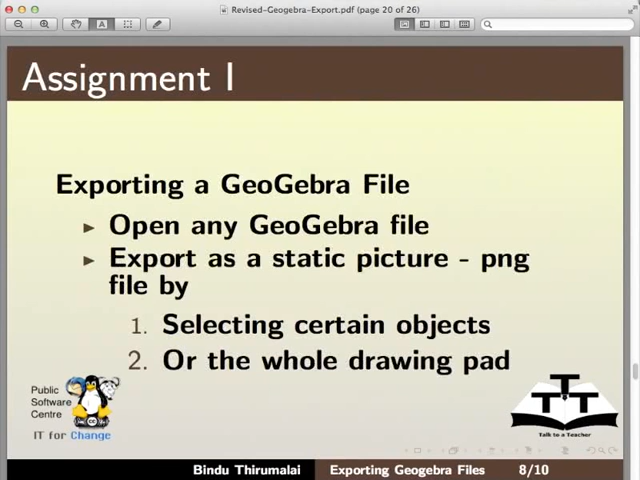 Revised-Geogebra-Export.pdf (page 20 of 26)
Assignment I
Exporting a GeoGebra File
Open any GeoGebra file
Export as a static picture - png
file by
1. Selecting certain objects
2. Or the whole drawing pad
Public
Software
Centre
IT for Change
TTT
Talk to a Teacher
Bindu Thirumalai Exporting Geogebra Files 8/10